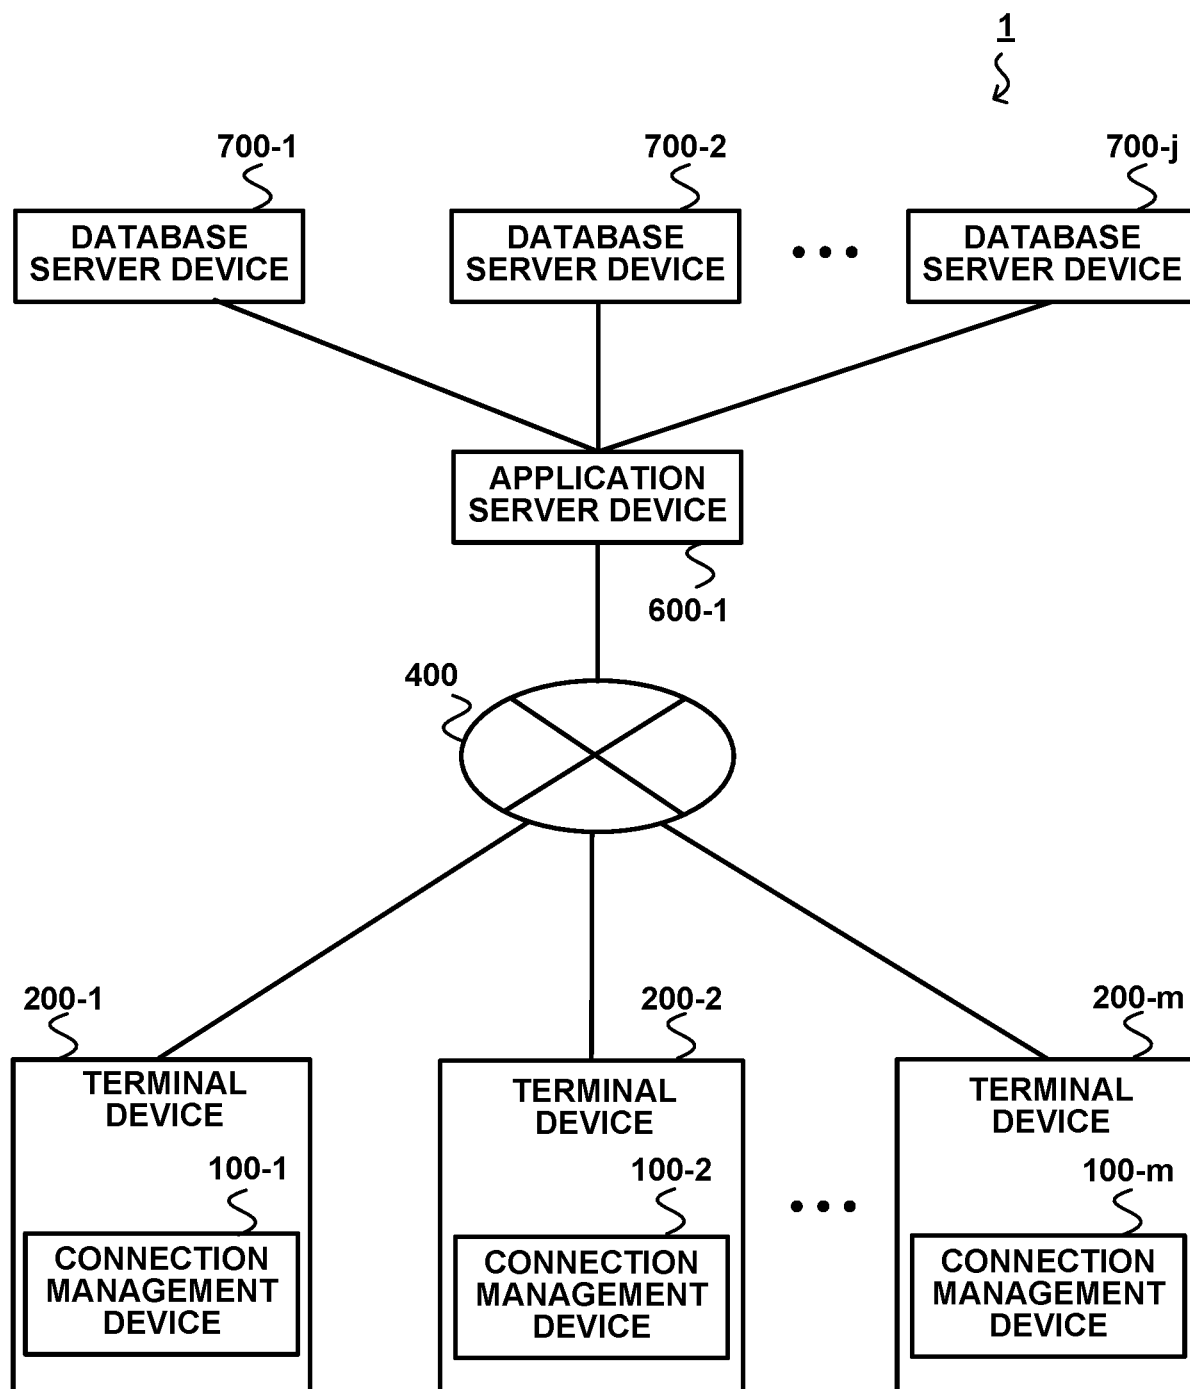 1
700-1
700-2
700-j
DATABASE
SERVER DEVICE
DATABASE
SERVER DEVICE
DATABASE
SERVER DEVICE
APPLICATION
SERVER DEVICE
600-1
400
200-1
200-2
200-m
TERMINAL
DEVICE
TERMINAL
DEVICE
TERMINAL
DEVICE
100-1
100-2
100-m
CONNECTION
MANAGEMENT
DEVICE
CONNECTION
MANAGEMENT
DEVICE
CONNECTION
MANAGEMENT
DEVICE